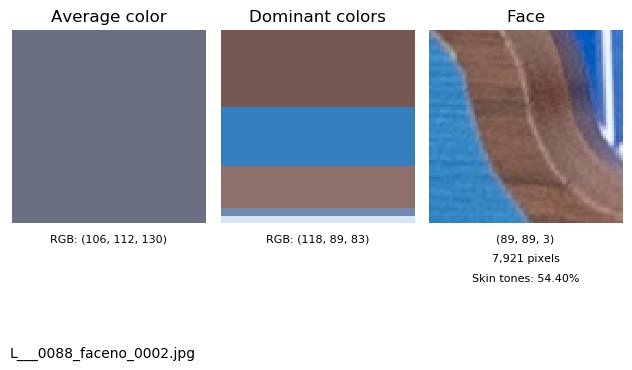 Average color
Dominant colors
Face
RGB: (106, 112, 130)
RGB: (118, 89, 83)
(89, 89, 3)
7,921 pixels
Skin tones: 54.40%
L___0088_faceno_0002.jpg